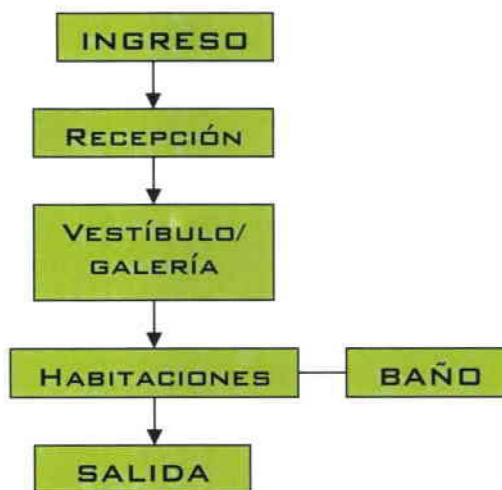 INGRESO
RECEPCIÓN
VESTÍBULO/
GALERÍA
HABITACIONES
BAÑO
SALIDA